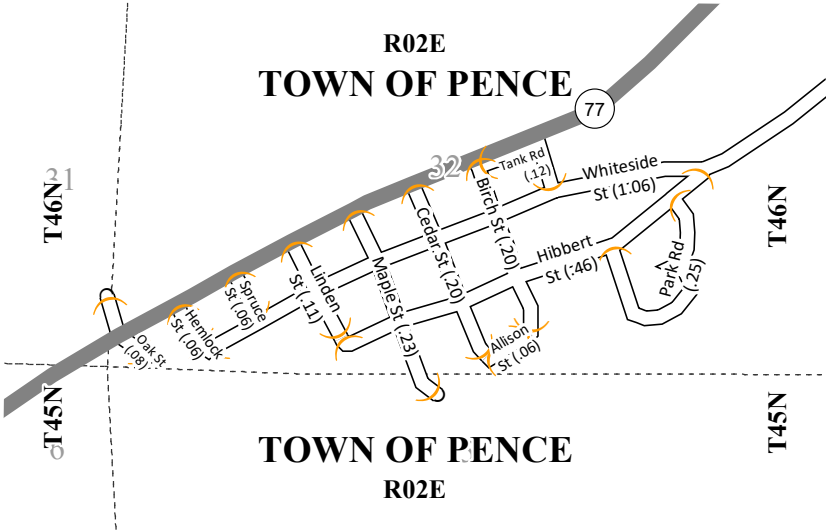 R02E
TOWN OF PENCE
77
32
31
T46N
T46N
Tank Rd
(.12)
Whiteside
St (1.06)
Birch St (.20)
Cedar St (.20)
Hibbert
St (.46)
Park Rd
(.25)
Maple St (.23)
Linden
St (.11)
Spruce
St (.06)
Hemlock
St (.06)
Oak St
(.08)
Allison
St (.06)
T45N
T45N
6
TOWN OF PENCE
R02E